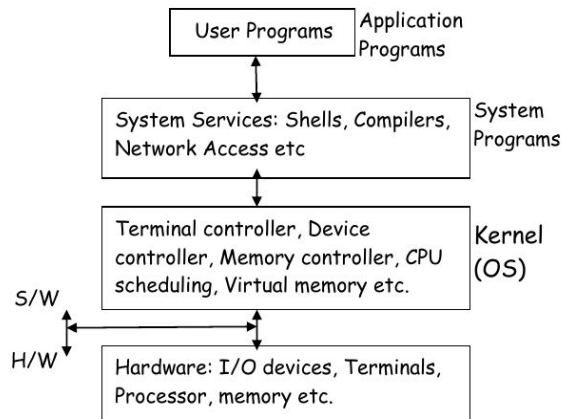 User Programs
Application
Programs
System Services: Shells, Compilers,
Network Access etc
System
Programs
Terminal controller, Device
controller, Memory controller, CPU
scheduling, Virtual memory etc.
Kernel
(OS)
S/W
H/W
Hardware: I/O devices, Terminals,
Processor, memory etc.